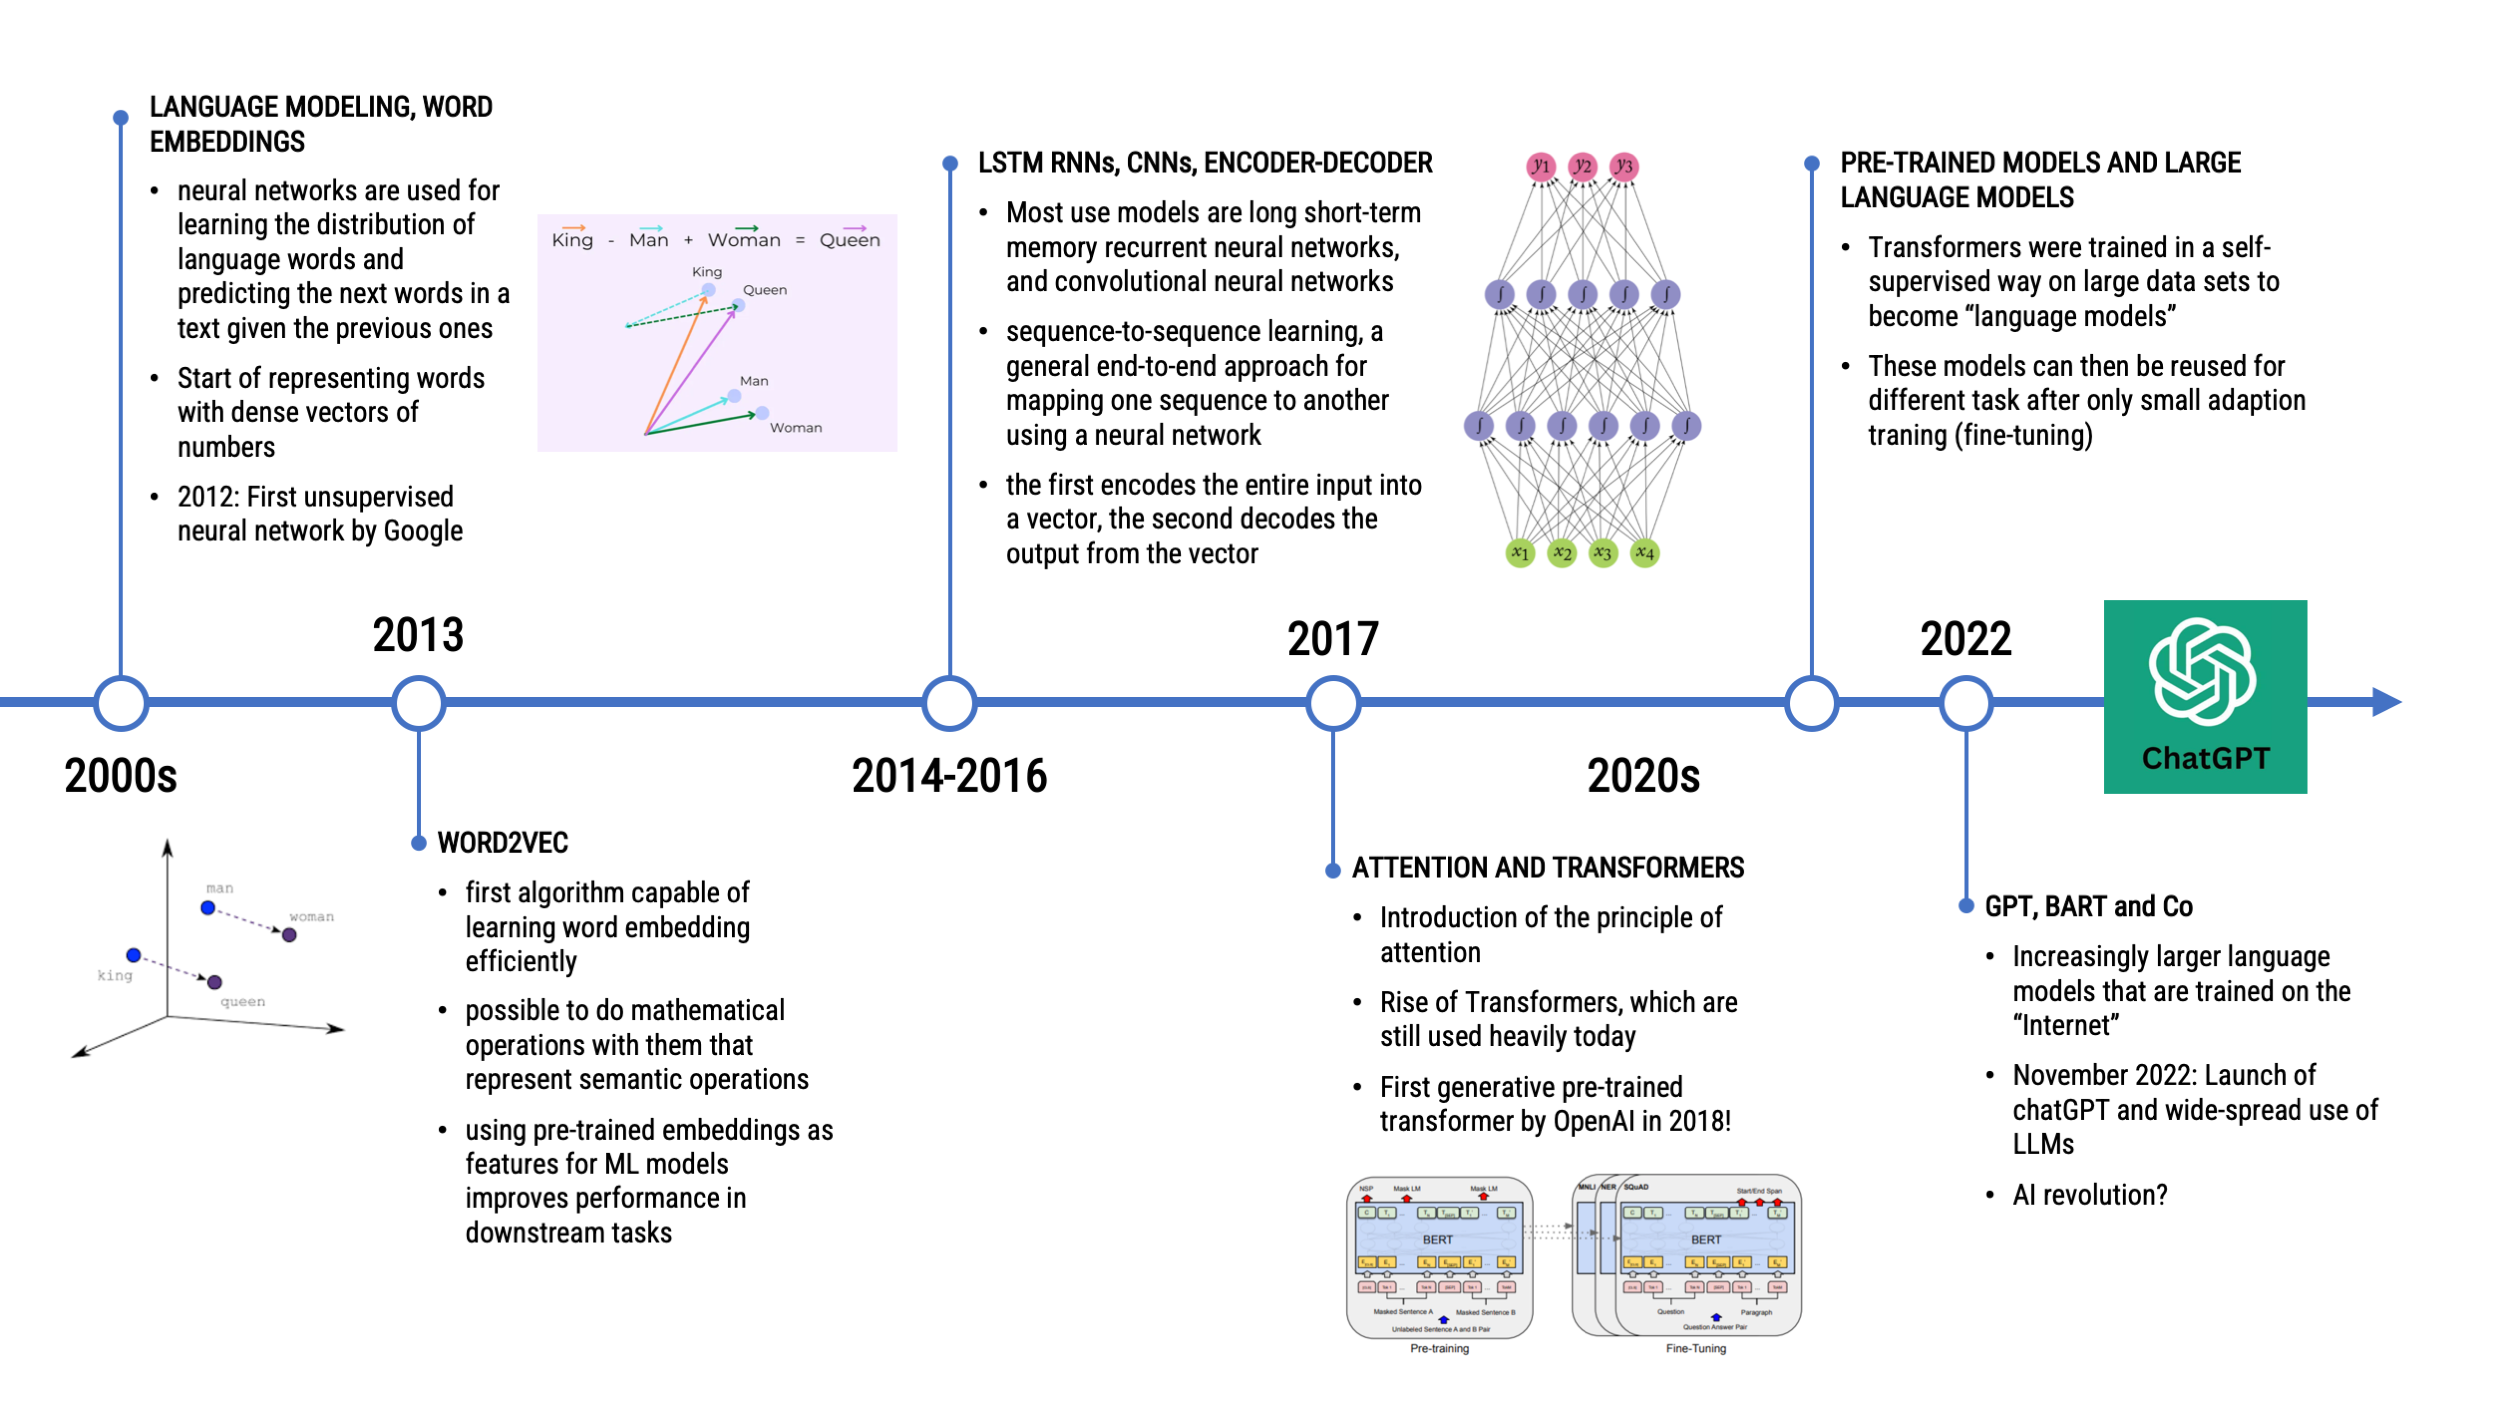 LANGUAGE MODELING, WORD
EMBEDDINGS
• neural networks are used for
learning the distribution of
language words and
predicting the next words in a
text given the previous ones
• Start of representing words
with dense vectors of
numbers
• 2012: First unsupervised
neural network by Google
King - Man + Woman = Queen
King
Queen
Man
Woman
LSTM RNNs, CNNs, ENCODER-DECODER
• Most use models are long short-term
memory recurrent neural networks,
and convolutional neural networks
• sequence-to-sequence learning, a
general end-to-end approach for
mapping one sequence to another
using a neural network
• the first encodes the entire input into
a vector, the second decodes the
output from the vector
y1 y2 y3
∫ ∫ ∫ ∫ ∫
∫ ∫ ∫ ∫ ∫ ∫
x1 x2 x3 x4
PRE-TRAINED MODELS AND LARGE
LANGUAGE MODELS
• Transformers were trained in a self-
supervised way on large data sets to
become “language models”
• These models can then be reused for
different task after only small adaption
traning (fine-tuning)
2013
2017
2022
ChatGPT
2000s
2014-2016
2020s
man
woman
king
queen
WORD2VEC
• first algorithm capable of
learning word embedding
efficiently
• possible to do mathematical
operations with them that
represent semantic operations
• using pre-trained embeddings as
features for ML models
improves performance in
downstream tasks
ATTENTION AND TRANSFORMERS
• Introduction of the principle of
attention
• Rise of Transformers, which are
still used heavily today
• First generative pre-trained
transformer by OpenAI in 2018!
NSP Mask LM Mask LM
BERT
Masked Sentence A Masked Sentence B
Unlabeled Sentence A and B Pair
Pre-training
MNLI NER SQuAD
Start/End Span
BERT
Question Paragraph
Question Answer Pair
Fine-Tuning
GPT, BART and Co
• Increasingly larger language
models that are trained on the
“Internet”
• November 2022: Launch of
chatGPT and wide-spread use of
LLMs
• AI revolution?